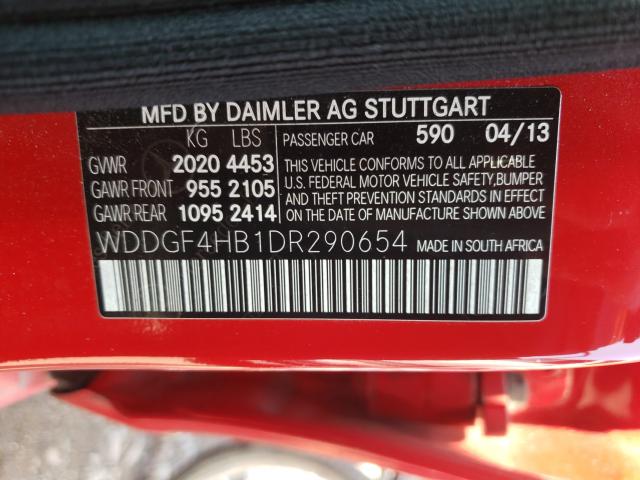 MFD BY DAIMLER AG STUTTGART
KG LBS PASSENGER CAR 590 04/13
GVWR 2020 4453 THIS VEHICLE CONFORMS TO ALL APPLICABLE
GAWR FRONT 955 2105 U.S. FEDERAL MOTOR VEHICLE SAFETY,BUMPER
AND THEFT PREVENTION STANDARDS IN EFFECT
GAWR REAR 1095 2414 ON THE DATE OF MANUFACTURE SHOWN ABOVE.
WDDGF4HB1DR290654 MADE IN SOUTH AFRICA